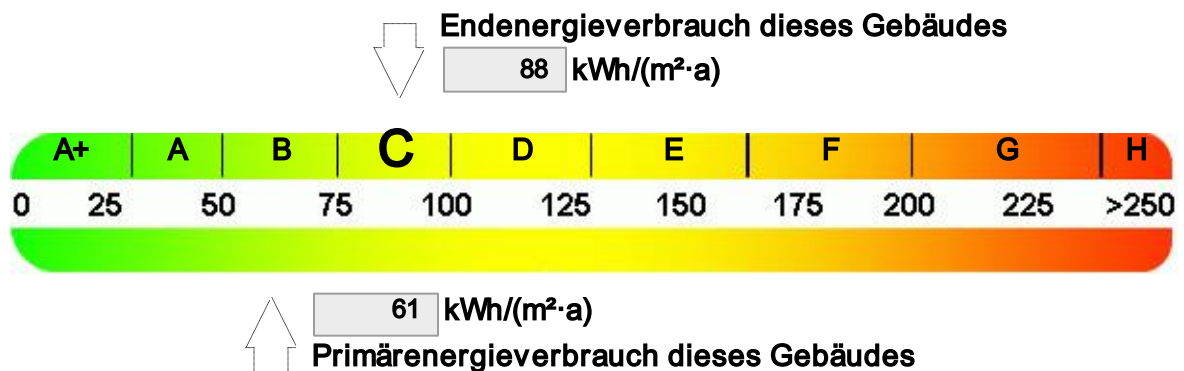 Endenergieverbrauch dieses Gebäudes
88 kWh/(m²·a)
A+ A B C D E F G H
0 25 50 75 100 125 150 175 200 225 >250
61 kWh/(m²·a)
Primärenergieverbrauch dieses Gebäudes